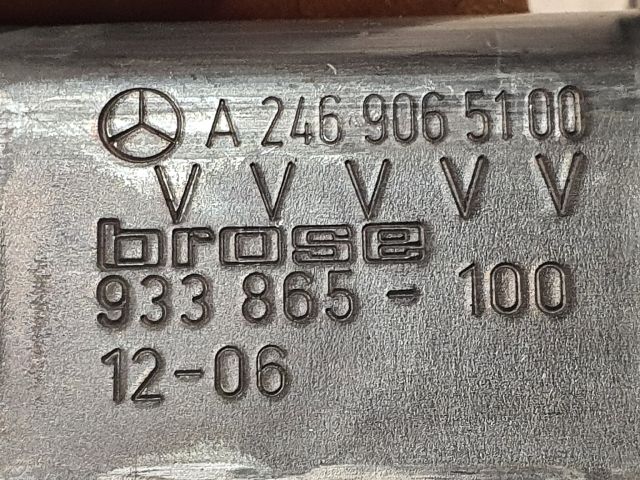 A 246 906 51 00
V V V V V
brose
933 865 - 100
12-06